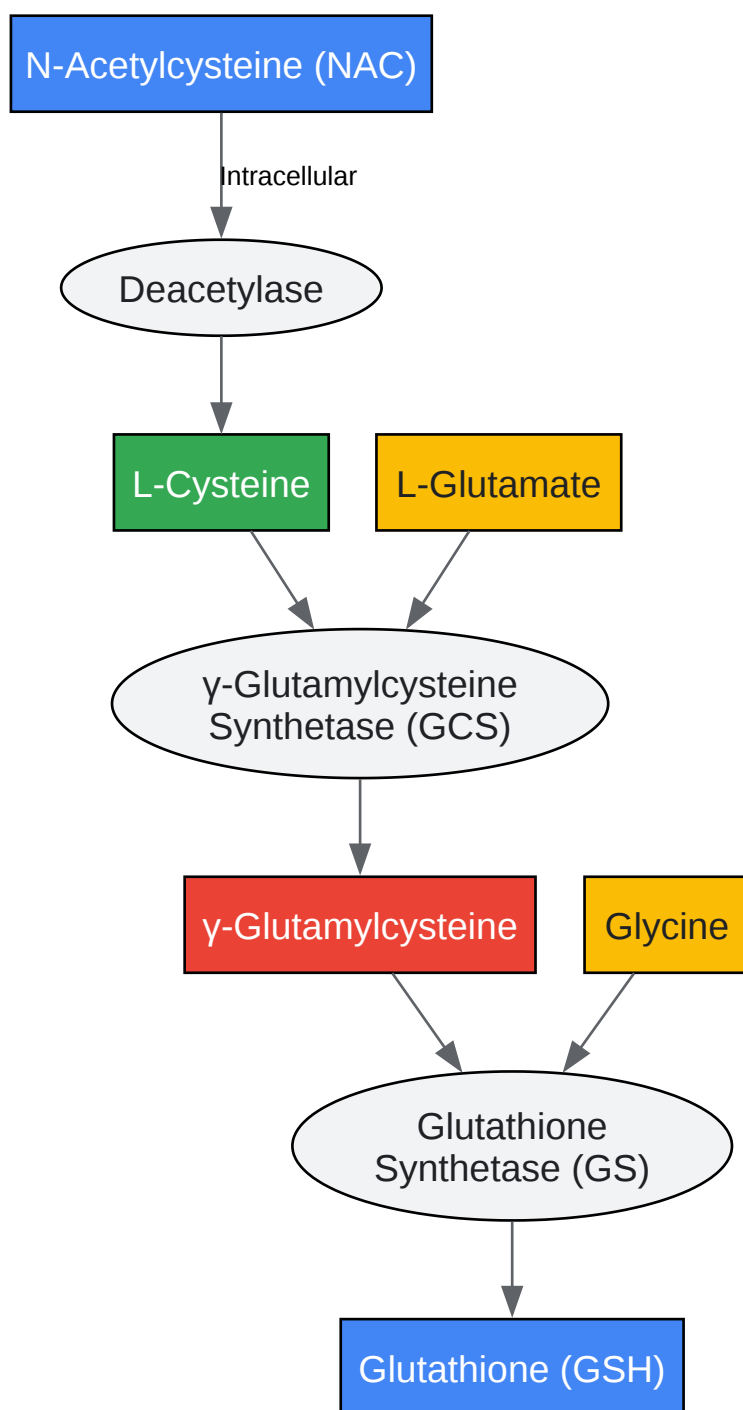 N-Acetylcysteine (NAC)
Intracellular
Deacetylase
L-Cysteine
L-Glutamate
γ-Glutamylcysteine
Synthetase (GCS)
γ-Glutamylcysteine
Glycine
Glutathione
Synthetase (GS)
Glutathione (GSH)